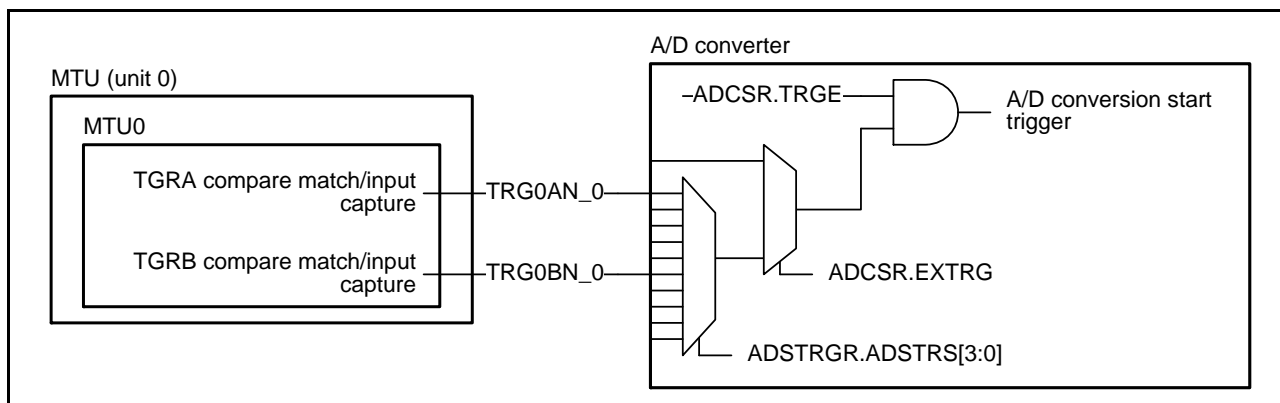 A/D converter
MTU (unit 0)
ADCSR.TRGE
A/D conversion start
trigger
MTU0
TGRA compare match/input
capture
TRG0AN_0
TGRB compare match/input
capture
TRG0BN_0
ADCSR.EXTRG
ADSTRGR.ADSTRS[3:0]